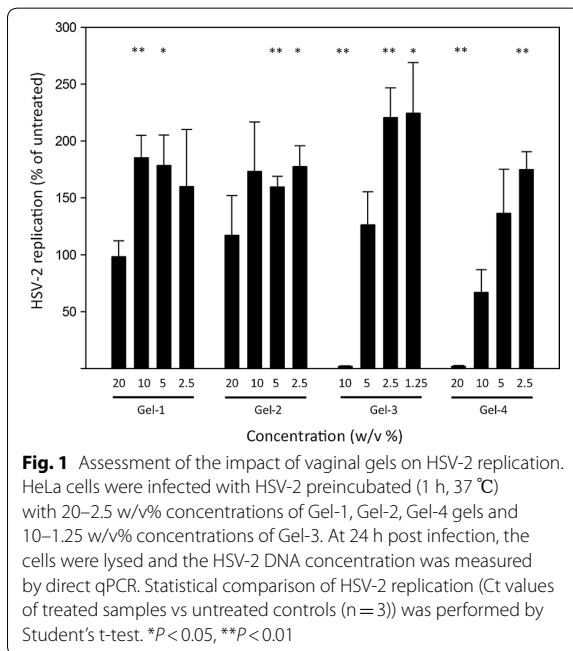 300
250
200
150
100
50
HSV-2 replication (% of untreated)
** * ** * ** ** * ** **
20 10 5 2.5 20 10 5 2.5 10 5 2.5 1.25 20 10 5 2.5
Gel-1 Gel-2 Gel-3 Gel-4
Concentration (w/v %)
Fig. 1 Assessment of the impact of vaginal gels on HSV-2 replication.
HeLa cells were infected with HSV-2 preincubated (1 h, 37 ℃)
with 20–2.5 w/v% concentrations of Gel-1, Gel-2, Gel-4 gels and
10–1.25 w/v% concentrations of Gel-3. At 24 h post infection, the
cells were lysed and the HSV-2 DNA concentration was measured
by direct qPCR. Statistical comparison of HSV-2 replication (Ct values
of treated samples vs untreated controls (n = 3)) was performed by
Student's t-test. *P < 0.05, **P < 0.01